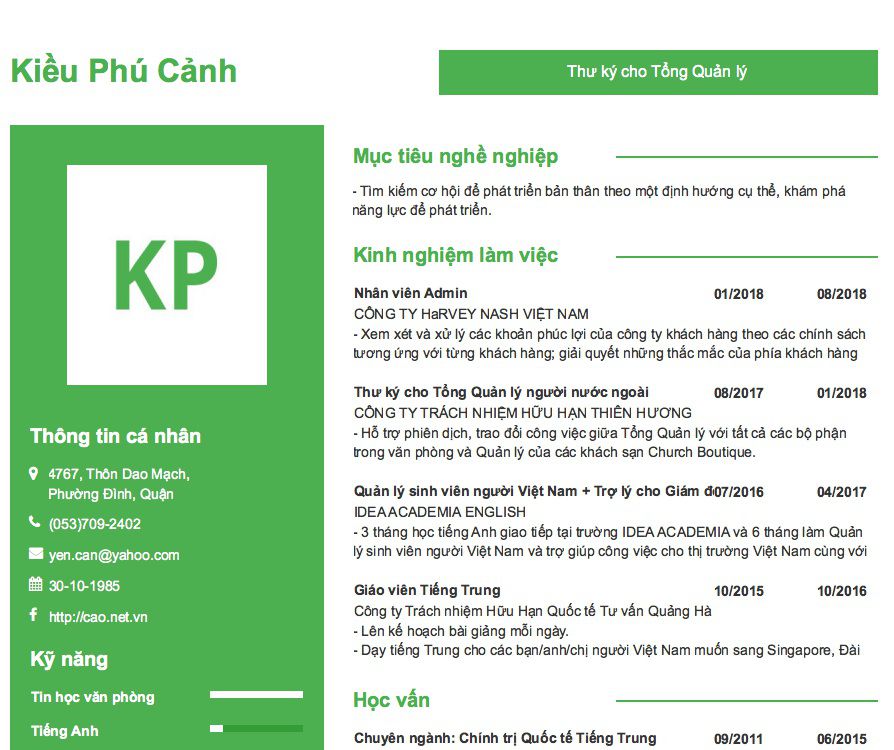 Kiều Phú Cảnh
Thư ký cho Tổng Quản lý
KP
Thông tin cá nhân
4767, Thôn Dao Mạch,
Phường Đình, Quận
(053)709-2402
yen.can@yahoo.com
30-10-1985
http://cao.net.vn
Kỹ năng
Tin học văn phòng
Tiếng Anh
Mục tiêu nghề nghiệp
- Tìm kiếm cơ hội để phát triển bản thân theo một định hướng cụ thể, khám phá
năng lực để phát triển.
Kinh nghiệm làm việc
Nhân viên Admin 01/2018 08/2018
CÔNG TY HaRVEY NASH VIỆT NAM
- Xem xét và xử lý các khoản phúc lợi của công ty khách hàng theo các chính sách
tương ứng với từng khách hàng; giải quyết những thắc mắc của phía khách hàng
Thư ký cho Tổng Quản lý người nước ngoài 08/2017 01/2018
CÔNG TY TRÁCH NHIỆM HỮU HẠN THIÊN HƯƠNG
- Hỗ trợ phiên dịch, trao đổi công việc giữa Tổng Quản lý với tất cả các bộ phận
trong văn phòng và Quản lý của các khách sạn Church Boutique.
Quản lý sinh viên người Việt Nam + Trợ lý cho Giám 07/2016 04/2017
IDEA ACADEMIA ENGLISH
- 3 tháng học tiếng Anh giao tiếp tại trường IDEA ACADEMIA và 6 tháng làm Quản
lý sinh viên người Việt Nam và trợ giúp công việc cho thị trường Việt Nam cùng với
Giáo viên Tiếng Trung 10/2015 10/2016
Công ty Trách nhiệm Hữu Hạn Quốc tế Tư vấn Quảng Hà
- Lên kế hoạch bài giảng mỗi ngày.
- Dạy tiếng Trung cho các bạn/anh/chị người Việt Nam muốn sang Singapore, Đài
Học vấn
Chuyên ngành: Chính trị Quốc tế Tiếng Trung 09/2011 06/2015